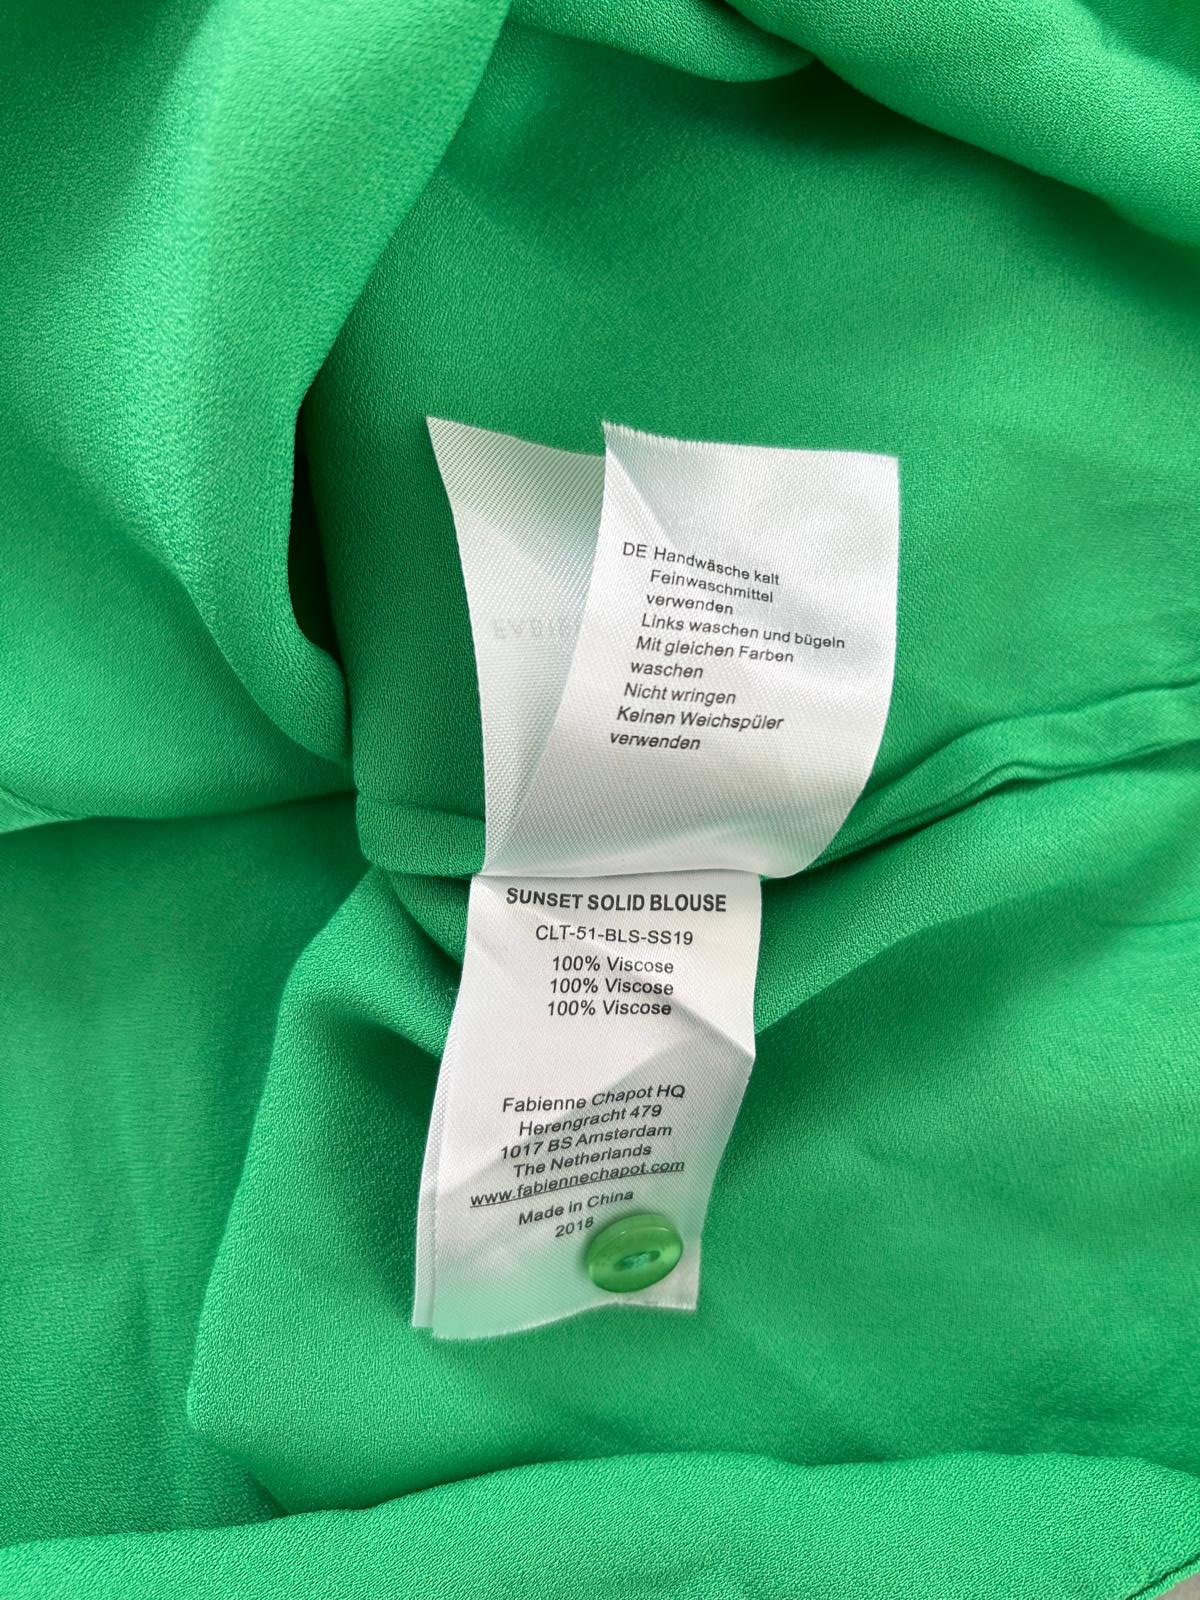 DE Handwäsche kalt
Feinwaschmittel
verwenden
Links waschen und bügeln
Mit gleichen Farben
waschen
Nicht wringen
Keinen Weichspüler
verwenden
SUNSET SOLID BLOUSE
CLT-51-BLS-SS19
100% Viscose
100% Viscose
100% Viscose
Fabienne Chapot HQ
Herengracht 479
1017 BS Amsterdam
The Netherlands
www.fabiennechapot.com
Made in China
2018